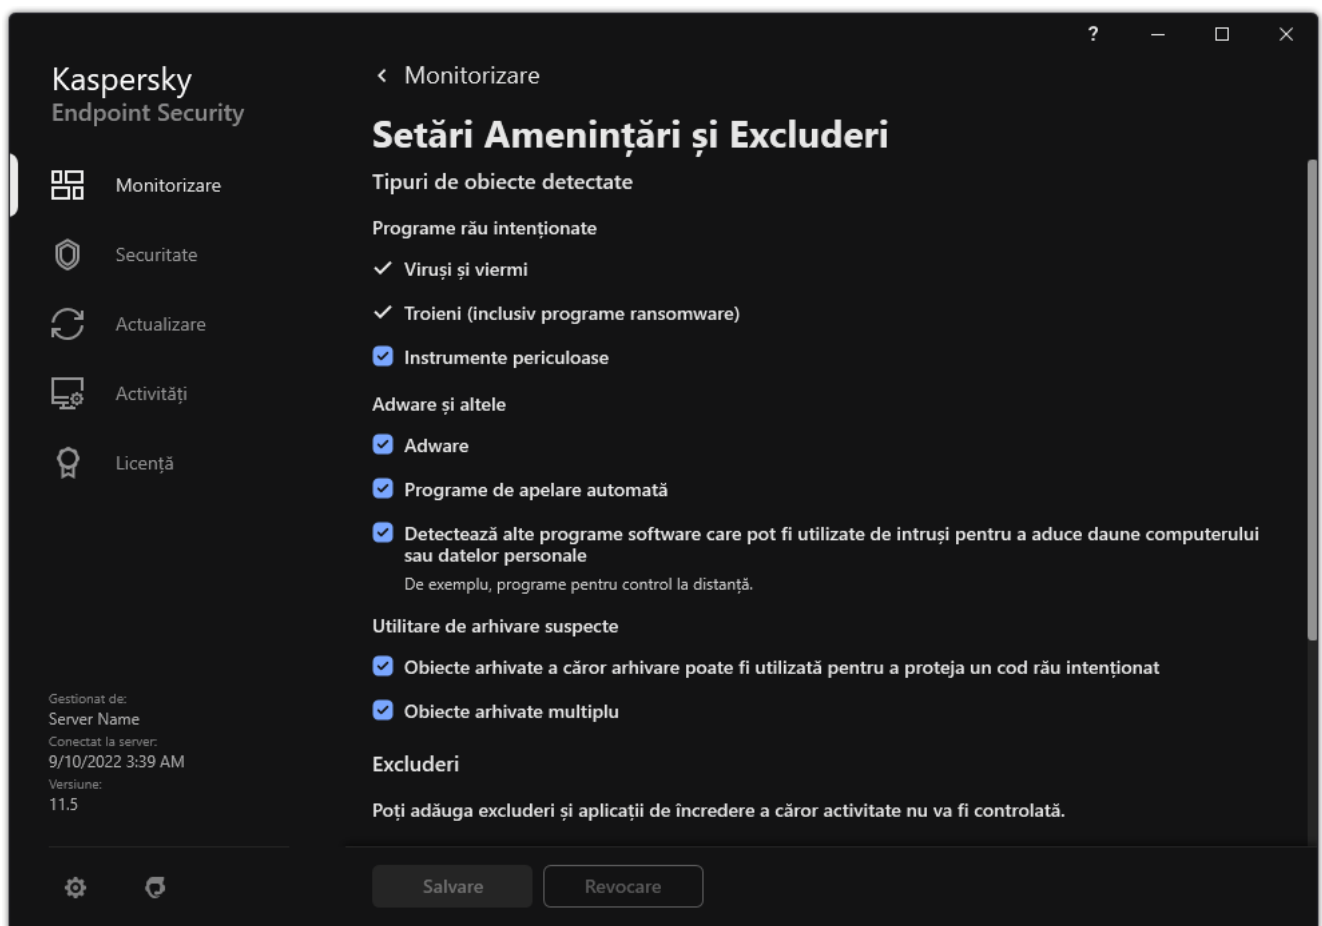 ?
Kaspersky
Endpoint Security
Monitorizare
Securitate
Actualizare
Activități
Licență
Gestionat de:
Server Name
Conectat la server:
9/10/2022 3:39 AM
Versiune:
11.5
Monitorizare
Setări Amenințări și Excluderi
Tipuri de obiecte detectate
Programe rău intenționate
Viruși și viermi
Troieni (inclusiv programe ransomware)
Instrumente periculoase
Adware și altele
Adware
Programe de apelare automată
Detectează alte programe software care pot fi utilizate de intruși pentru a aduce daune computerului
sau datelor personale
De exemplu, programe pentru control la distanță.
Utilitare de arhivare suspecte
Obiecte arhivate a căror arhivare poate fi utilizată pentru a proteja un cod rău intenționat
Obiecte arhivate multiplu
Excluderi
Poți adăuga excluderi și aplicații de încredere a căror activitate nu va fi controlată.
Salvare
Revocare